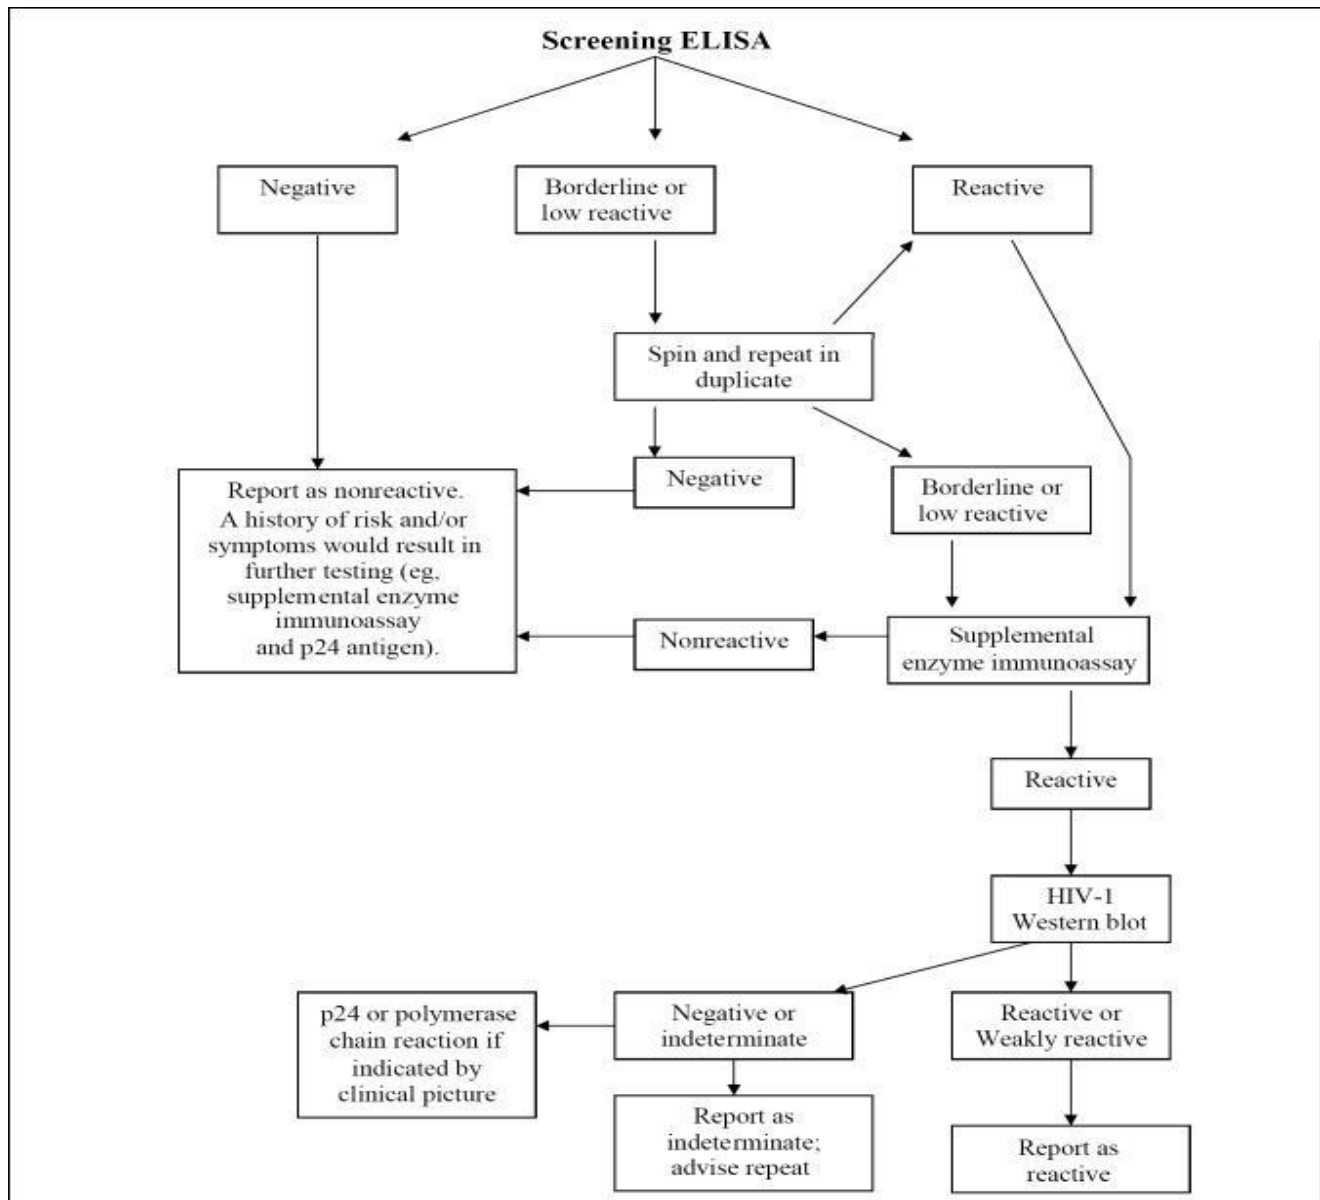 Screening ELISA
Negative
Borderline or
low reactive
Reactive
Spin and repeat in
duplicate
Negative
Borderline or
low reactive
Report as nonreactive.
A history of risk and/or
symptoms would result in
further testing (eg,
supplemental enzyme
immunoassay
and p24 antigen).
Nonreactive
Supplemental
enzyme immunoassay
Reactive
HIV-1
Western blot
p24 or polymerase
chain reaction if
indicated by
clinical picture
Negative or
indeterminate
Reactive or
Weakly reactive
Report as
indeterminate;
advise repeat
Report as
reactive